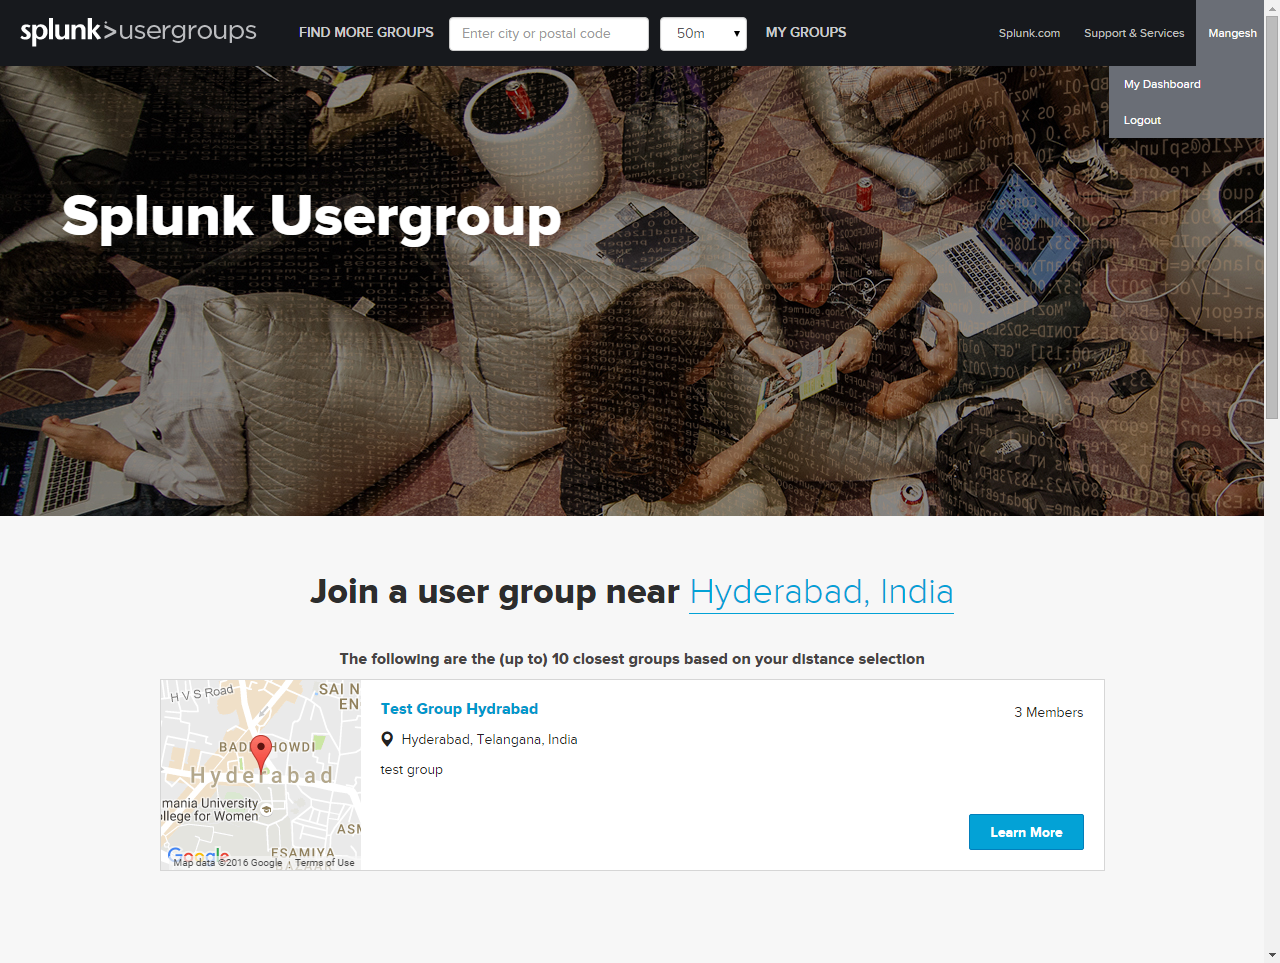 splunk>usergroups
FIND MORE GROUPS
Enter city or postal code
50m
MY GROUPS
Splunk.com
Support & Services
Mangesh
My Dashboard
Logout
Splunk Usergroup
Join a user group near Hyderabad, India
The following are the (up to) 10 closest groups based on your distance selection
H V S Road
SAI N
EN
HOWDI
Hyderabad
mania University
llege for Women
ASM
ESAMIYA
BAZAAR
Google
Map data ©2016 Google
Terms of Use
Test Group Hydrabad
3 Members
Hyderabad, Telangana, India
test group
Learn More